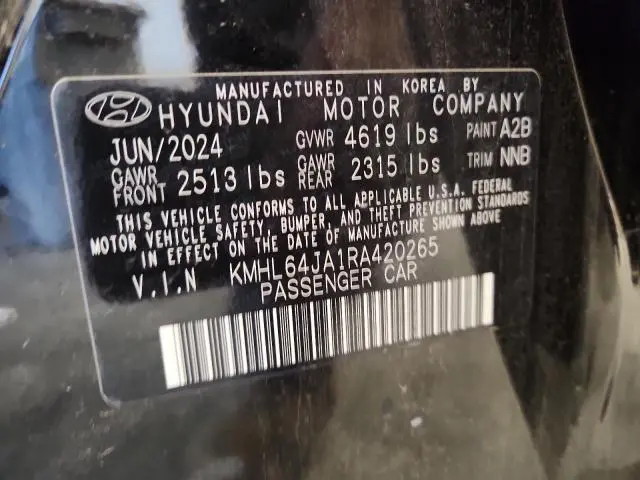 MANUFACTURED IN KOREA BY
HYUNDAI MOTOR COMPANY
JUN/2024 GVWR 4619 lbs PAINT A2B
GAWR FRONT 2513 lbs GAWR REAR 2315 lbs TRIM NNB
THIS VEHICLE CONFORMS TO ALL APPLICABLE U.S.A. FEDERAL
MOTOR VEHICLE SAFETY, BUMPER, AND THEFT PREVENTION STANDARDS
IN EFFECT ON THE DATE OF MANUFACTURE SHOWN ABOVE
V.I.N KMHL64JA1RA420265
PASSENGER CAR